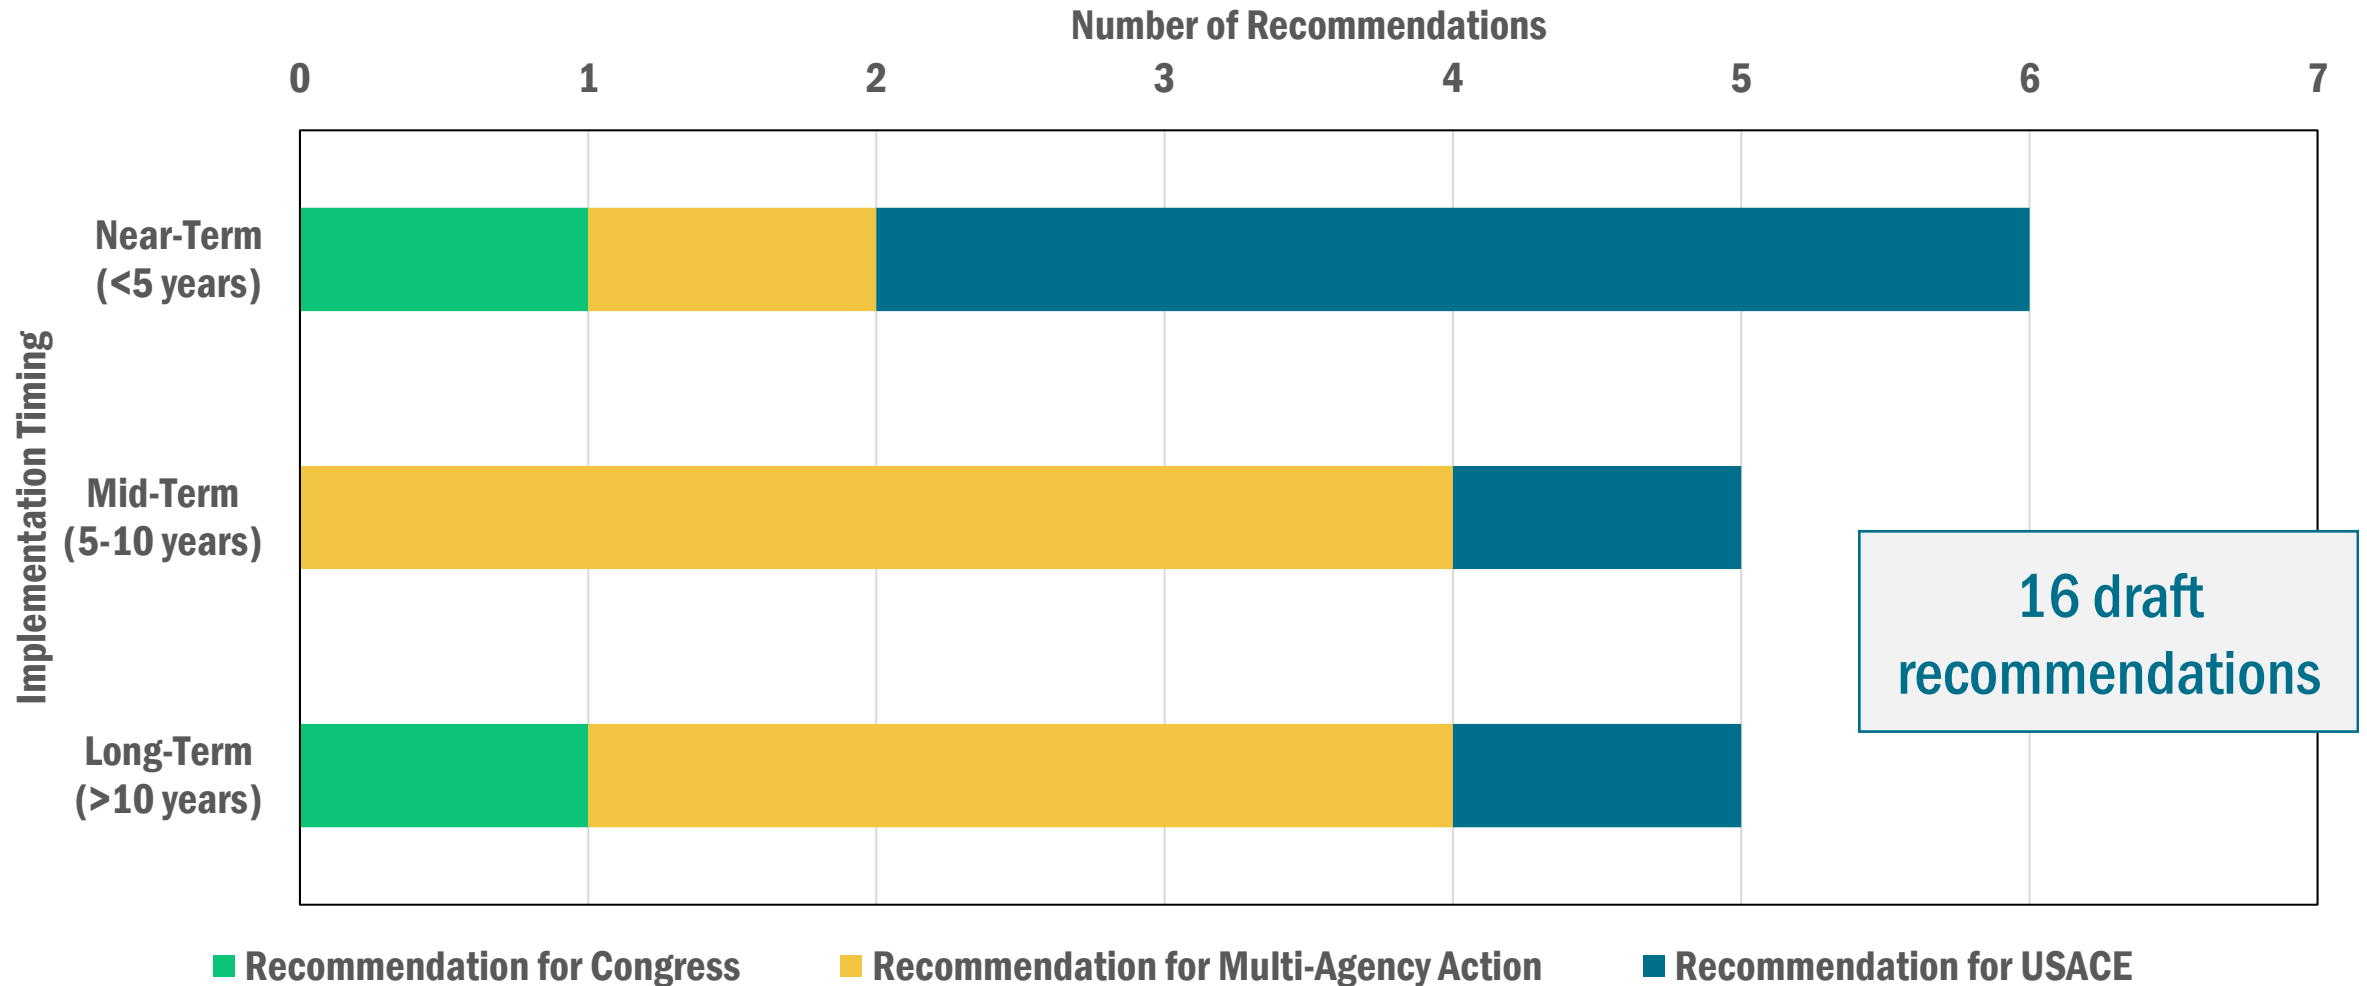 Number of Recommendations
0 1 2 3 4 5 6 7
Implementation Timing
Near-Term
(<5 years)
Mid-Term
(5-10 years)
Long-Term
(>10 years)
16 draft
recommendations
Recommendation for Congress
Recommendation for Multi-Agency Action
Recommendation for USACE